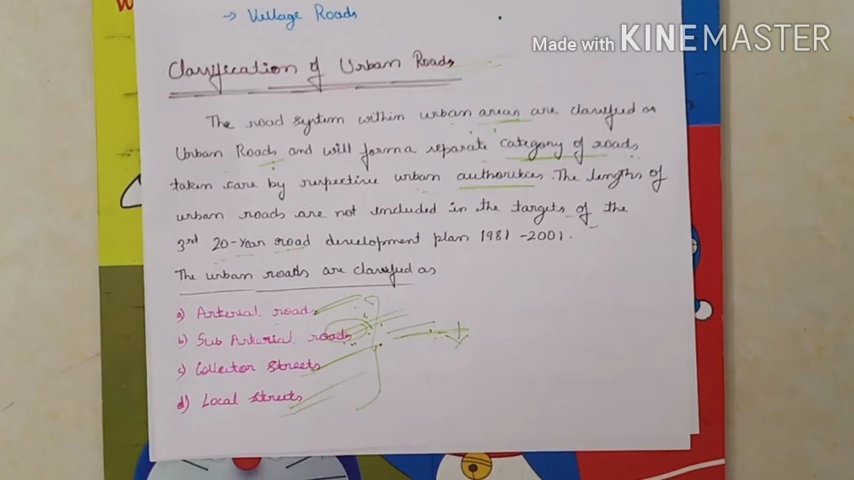 W
Made with KINEMASTER
→ Village Roads
Classification of Urban Roads
The road system within urban areas are classified as
Urban Roads and will form a separate category of roads
taken care by respective urban authorities. The lengths of
urban roads are not included in the targets of the
3rd 20-Year road development plan 1981-2001.
The urban roads are classified as
a) Arterial roads
b) Sub Arterial roads
c) Collector Streets
d) Local Streets